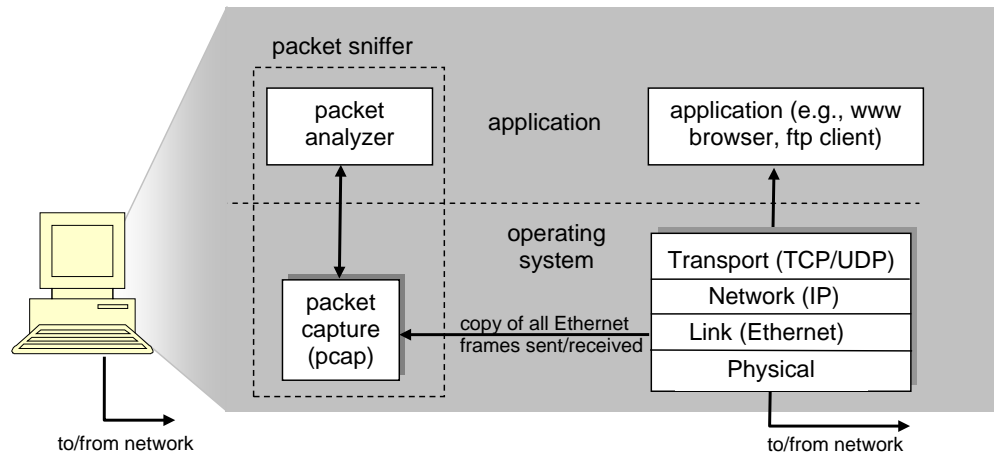 packet sniffer
packet
analyzer
application
application (e.g., www
browser, ftp client)
operating
system
packet
capture
(pcap)
copy of all Ethernet
frames sent/received
Transport (TCP/UDP)
Network (IP)
Link (Ethernet)
Physical
to/from network
to/from network